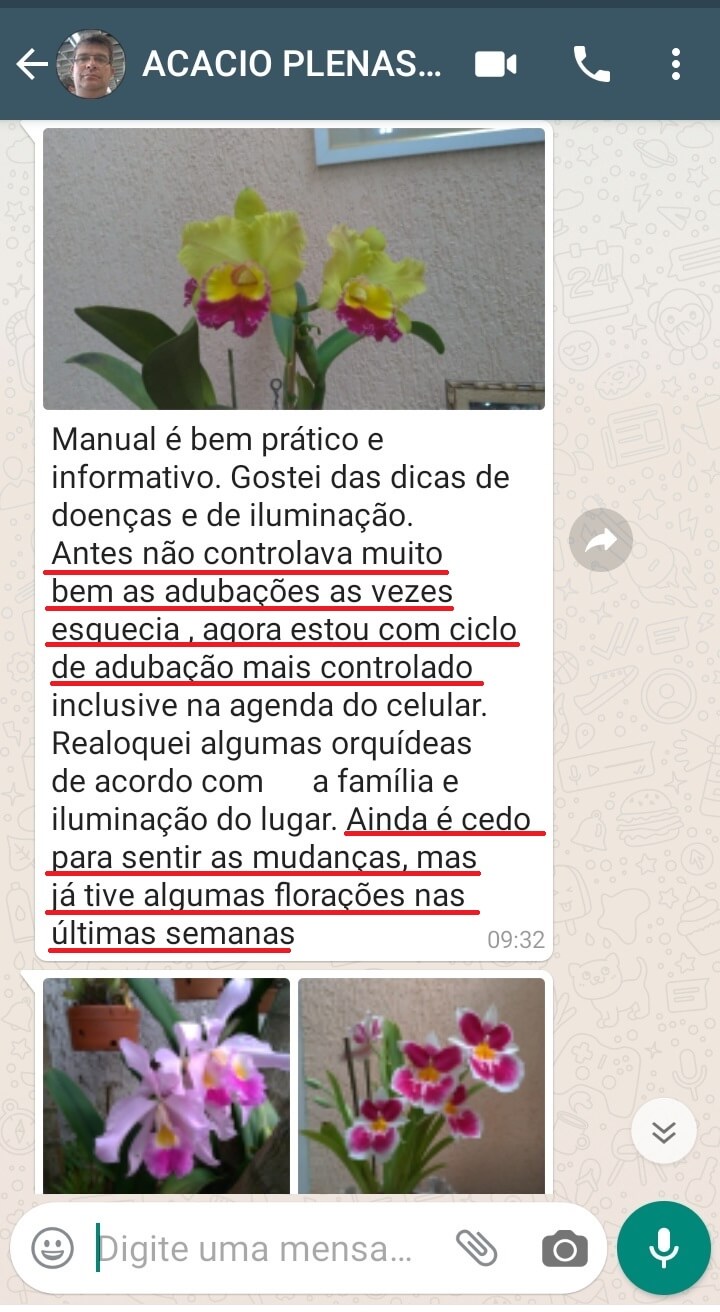 ACACIO PLENAS...
Manual é bem prático e
informativo. Gostei das dicas de
doenças e de iluminação.
Antes não controlava muito
bem as adubações as vezes
esquecia , agora estou com ciclo
de adubação mais controlado
inclusive na agenda do celular.
Realoquei algumas orquídeas
de acordo com a família e
iluminação do lugar. Ainda é cedo
para sentir as mudanças, mas
já tive algumas florações nas
últimas semanas
09:32
Digite uma mensa...